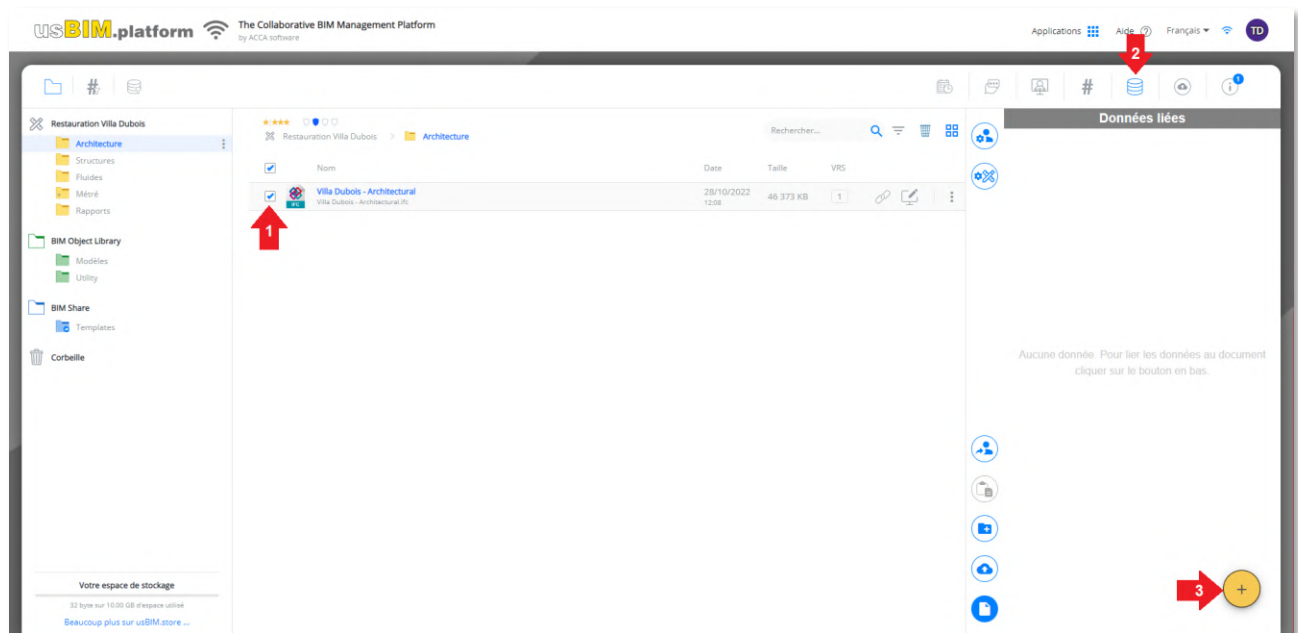 usBIM.platform
The Collaborative BIM Management Platform
by ACCA software
Applications
Aide
Français
TD
2
1
Données liées
Restauration Villa Dubois
Architecture
Structures
Fluides
Métré
Rapports
BIM Object Library
Modèles
Utility
BIM Share
Templates
Corbeille
Restauration Villa Dubois > Architecture
Rechercher...
Nom Date Taille VRS
Villa Dubois - Architectural
Villa Dubois - Architectural.ifc
IFC
28/10/2022
12:08
46 373 KB
1
1
Aucune donnée. Pour lier les données au document
cliquer sur le bouton en bas.
3
+
Votre espace de stockage
32 byte sur 10.00 GB d'espace utilisé
Beaucoup plus sur usBIM.store ...